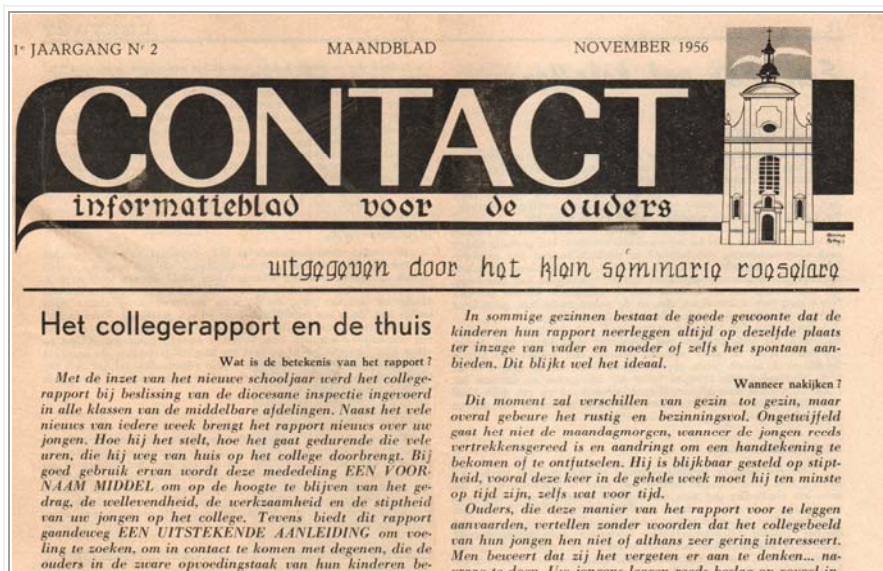 1e JAARGANG Nr 2 MAANDBLAD NOVEMBER 1956
CONTACT
informatieblad voor de ouders
uitgegeven door het klein seminarie roeselare
Het collegerapport en de thuis
Wat is de betekenis van het rapport ?
Met de inzet van het nieuwe schooljaar werd het college-
rapport bij beslissing van de diocesane inspectie ingevoerd
in alle klassen van de middelbare afdelingen. Naast het vele
nieuws van iedere week brengt het rapport nieuws over uw
jongen. Hoe hij het stelt, hoe het gaat gedurende die vele
uren, die hij weg van huis op het college doorbrengt. Bij
goed gebruik ervan wordt deze mededeling EEN VOOR-
NAAM MIDDEL om op de hoogte te blijven van het ge-
drag, de wellevendheid, de werkzaamheid en de stiptheid
van uw jongen op het college. Tevens biedt dit rapport
gaandeweg EEN UITSTEKENDE AANLEIDING om voe-
ling te zoeken, om in contact te komen met degenen, die de
ouders in de zware opvoedingstaak van hun kinderen be-
In sommige gezinnen bestaat de goede gewoonte dat de
kinderen hun rapport neerleggen altijd op dezelfde plaats
ter inzage van vader en moeder of zelfs het spontaan aan-
bieden. Dit blijkt wel het ideaal.
Wanneer nakijken ?
Dit moment zal verschillen van gezin tot gezin, maar
overal gebeure het rustig en bezinningsvol. Ongetwijfeld
gaat het niet de maandagmorgen, wanneer de jongen reeds
vertrekkensgereed is en aandringt om een handtekening te
bekomen of te ontfutselen. Hij is blijkbaar gesteld op stipt-
heid, vooral deze keer in de gehele week moet hij ten minste
op tijd zijn, zelfs wat voor tijd.
Ouders, die deze manier van het rapport voor te leggen
aanvaarden, vertellen zonder woorden dat het collegebeeld
van hun jongen hen niet of althans zeer gering interesseert.
Men beweert dat zij het vergeten er aan te denken... na-